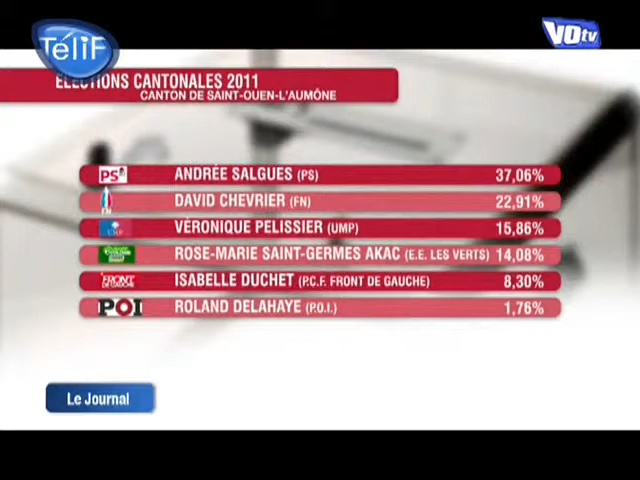 TéliF
VOtv
ÉLECTIONS CANTONALES 2011
CANTON DE SAINT-OUEN-L'AUMÔNE
PS ANDRÉE SALGUES (PS) 37,06%
FN DAVID CHEVRIER (FN) 22,91%
UMP VÉRONIQUE PELISSIER (UMP) 15,86%
ROSE-MARIE SAINT-GERMES AKAC (E.E. LES VERTS) 14,08%
FRONT DE GAUCHE ISABELLE DUCHET (P.C.F. FRONT DE GAUCHE) 8,30%
POI ROLAND DELAHAYE (P.O.I.) 1,76%
Le Journal